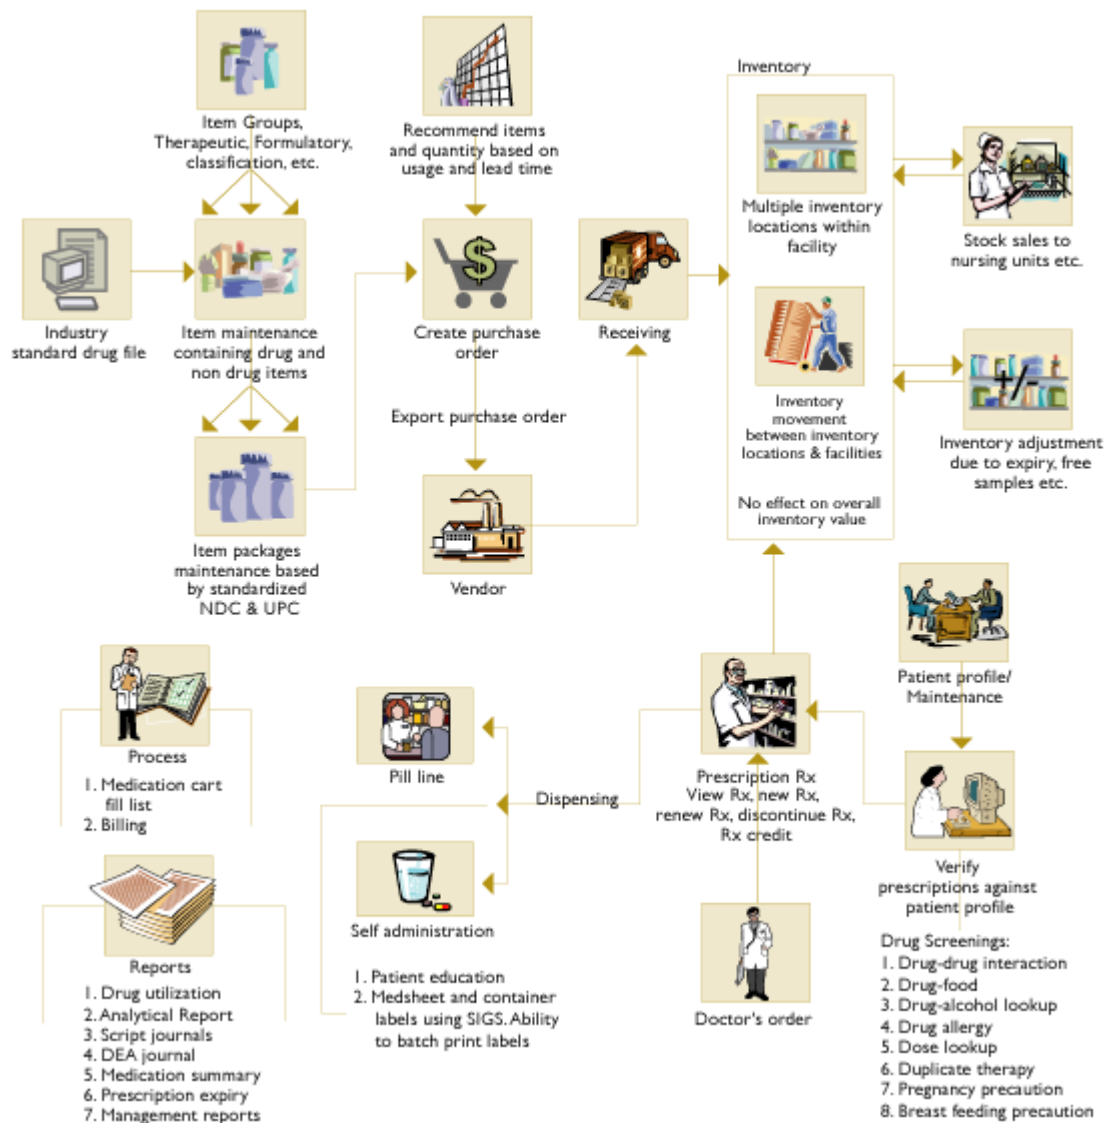 Item Groups,
Therapeutic, Formulatory,
classification, etc.
Recommend items
and quantity based on
usage and lead time
Inventory
Multiple inventory
locations within
facility
Stock sales to
nursing units etc.
Industry
standard drug file
Item maintenance
containing drug and
non drug items
Create purchase
order
Receiving
Inventory
movement
between inventory
locations & facilities
Inventory adjustment
due to expiry, free
samples etc.
Export purchase order
No effect on overall
inventory value
Item packages
maintenance based
by standardized
NDC & UPC
Vendor
Patient profile/
Maintenance
Process
1. Medication cart
fill list
2. Billing
Pill line
Dispensing
Prescription Rx
View Rx, new Rx,
renew Rx, discontinue Rx,
Rx credit
Verify
prescriptions against
patient profile
Self administration
1. Patient education
2. Medsheet and container
labels using SIGS. Ability
to batch print labels
Doctor's order
Drug Screenings:
1. Drug-drug interaction
2. Drug-food
3. Drug-alcohol lookup
4. Drug allergy
5. Dose lookup
6. Duplicate therapy
7. Pregnancy precaution
8. Breast feeding precaution
Reports
1. Drug utilization
2. Analytical Report
3. Script journals
4. DEA journal
5. Medication summary
6. Prescription expiry
7. Management reports
$
+/-